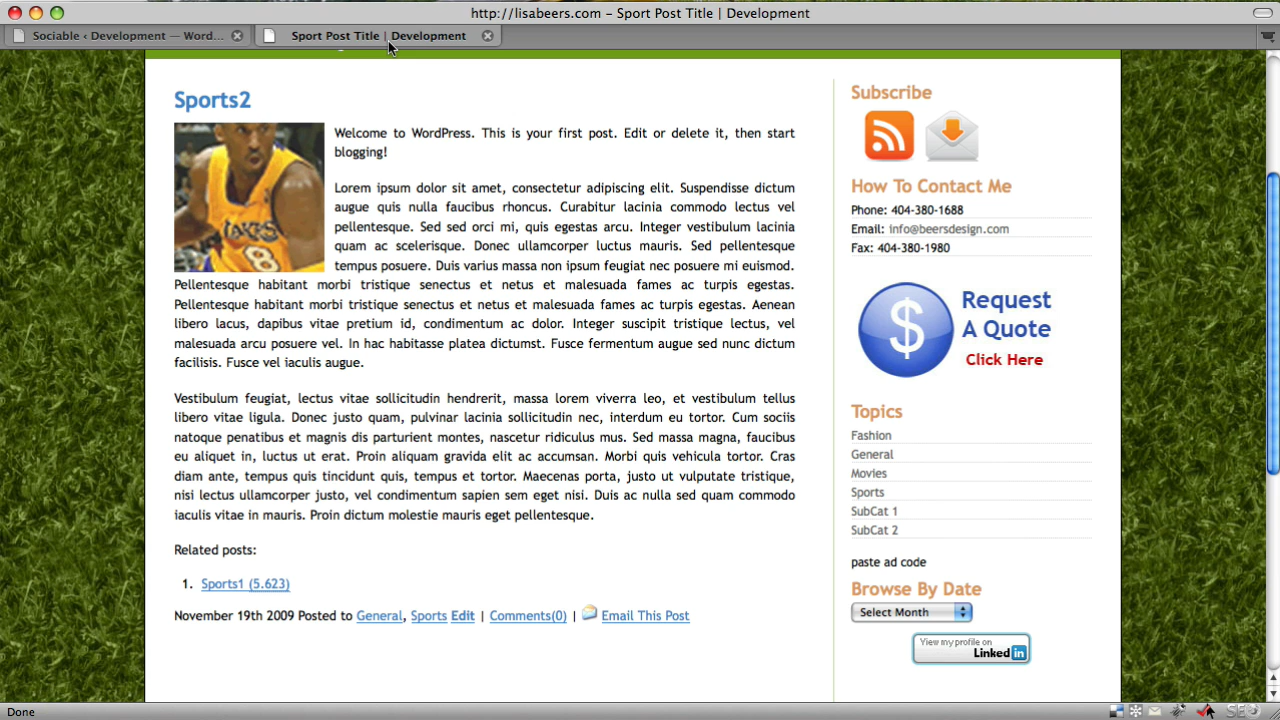 http://lisabeers.com – Sport Post Title | Development
Sociable ‹ Development — Word...
Sport Post Title | Development
Sports2
LAKERS
8
Welcome to WordPress. This is your first post. Edit or delete it, then start
blogging!
Lorem ipsum dolor sit amet, consectetur adipiscing elit. Suspendisse dictum
augue quis nulla faucibus rhoncus. Curabitur lacinia commodo lectus vel
pellentesque. Sed sed orci mi, quis egestas arcu. Integer vestibulum lacinia
quam ac scelerisque. Donec ullamcorper luctus mauris. Sed pellentesque
tempus posuere. Duis varius massa non ipsum feugiat nec posuere mi euismod.
Pellentesque habitant morbi tristique senectus et netus et malesuada fames ac turpis egestas.
Pellentesque habitant morbi tristique senectus et netus et malesuada fames ac turpis egestas. Aenean
libero lacus, dapibus vitae pretium id, condimentum ac dolor. Integer suscipit tristique lectus, vel
malesuada arcu posuere vel. In hac habitasse platea dictumst. Fusce fermentum augue sed nunc dictum
facilisis. Fusce vel iaculis augue.
Vestibulum feugiat, lectus vitae sollicitudin hendrerit, massa lorem viverra leo, et vestibulum tellus
libero vitae ligula. Donec justo quam, pulvinar lacinia sollicitudin nec, interdum eu tortor. Cum sociis
natoque penatibus et magnis dis parturient montes, nascetur ridiculus mus. Sed massa magna, faucibus
eu aliquet in, luctus ut erat. Proin aliquam gravida elit ac accumsan. Morbi quis vehicula tortor. Cras
diam ante, tempus quis tincidunt quis, tempus et tortor. Maecenas porta, justo ut vulputate tristique,
nisi lectus ullamcorper justo, vel condimentum sapien sem eget nisi. Duis ac nulla sed quam commodo
iaculis vitae in mauris. Proin dictum molestie mauris eget pellentesque.
Related posts:
1. Sports1 (5.623)
November 19th 2009 Posted to General, Sports Edit | Comments(0) | Email This Post
Subscribe
How To Contact Me
Phone: 404-380-1688
Email: info@beersdesign.com
Fax: 404-380-1980
$
Request
A Quote
Click Here
Topics
Fashion
General
Movies
Sports
SubCat 1
SubCat 2
paste ad code
Browse By Date
Select Month
View my profile on
Linked in
Done
SE